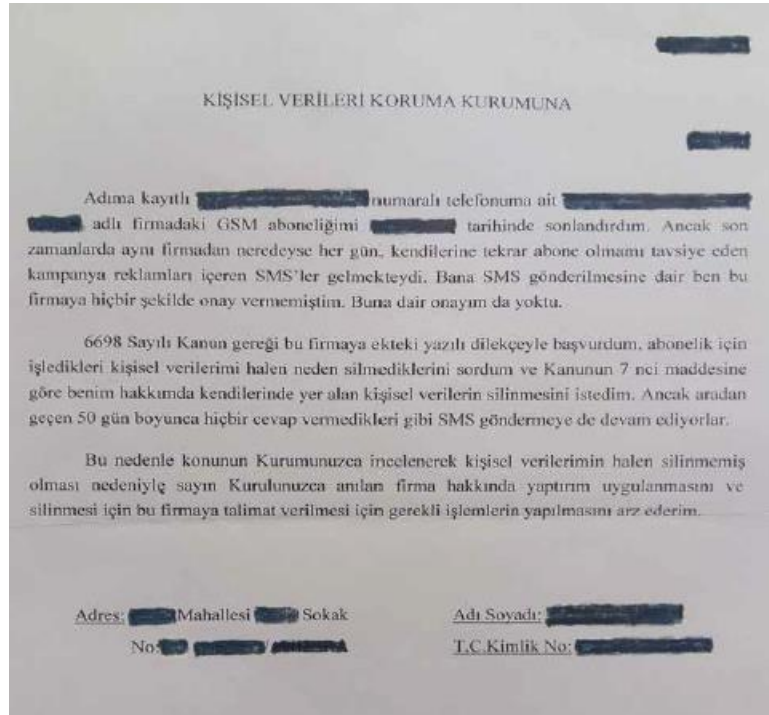 KİŞİSEL VERİLERİ KORUMA KURUMUNA
Adıma kayıtlı numaralı telefonuma ait
adlı firmadaki GSM aboneliğimi tarihinde sonlandırdım. Ancak son
zamanlarda aynı firmadan neredeyse her gün, kendilerine tekrar abone olmamı tavsiye eden
kampanya reklamları içeren SMS'ler gelmekteydi. Bana SMS gönderilmesine dair ben bu
firmaya hiçbir şekilde onay vermemiştim. Buna dair onayım da yoktu.
6698 Sayılı Kanun gereği bu firmaya ekteki yazılı dilekçeyle başvurdum, abonelik için
işledikleri kişisel verilerimi halen neden silmediklerini sordum ve Kanunun 7 nci maddesine
göre benim hakkımda kendilerinde yer alan kişisel verilerin silinmesini istedim. Ancak aradan
geçen 50 gün boyunca hiçbir cevap vermedikleri gibi SMS göndermeye de devam ediyorlar.
Bu nedenle konunun Kurumunuzca incelenerek kişisel verilerimin halen silinmemiş
olması nedeniyle sayın Kurulunuzca anılan firma hakkında yaptırım uygulanmasını ve
silinmesi için bu firmaya talimat verilmesi için gerekli işlemlerin yapılmasını arz ederim.
Adres: Mahallesi Sokak
No: /
Adı Soyadı:
T.C.Kimlik No: